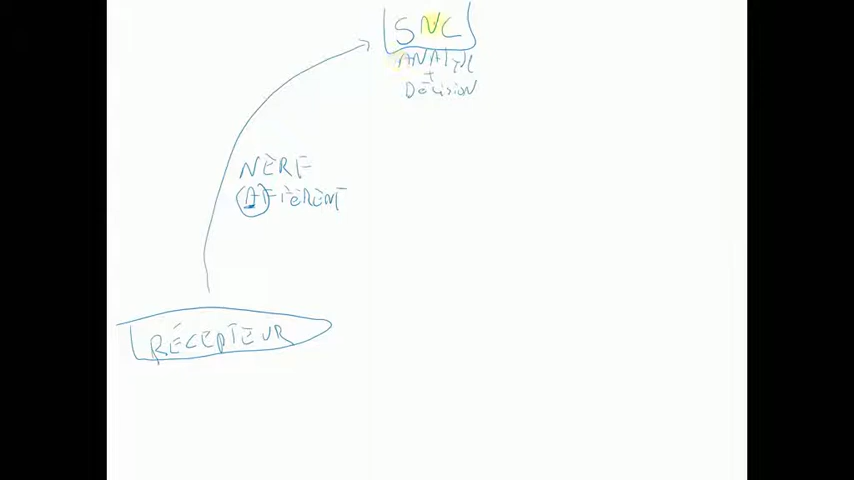 SNC
ANALYSE
+
Décision
NERF
AFFÉRENT
RÉCEPTEUR